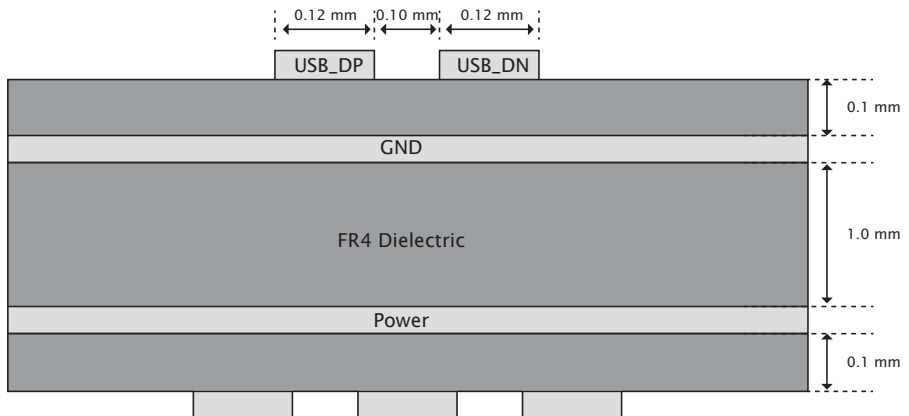 0.12 mm 0.10 mm 0.12 mm
USB_DP USB_DN
0.1 mm
GND
FR4 Dielectric
1.0 mm
Power
0.1 mm